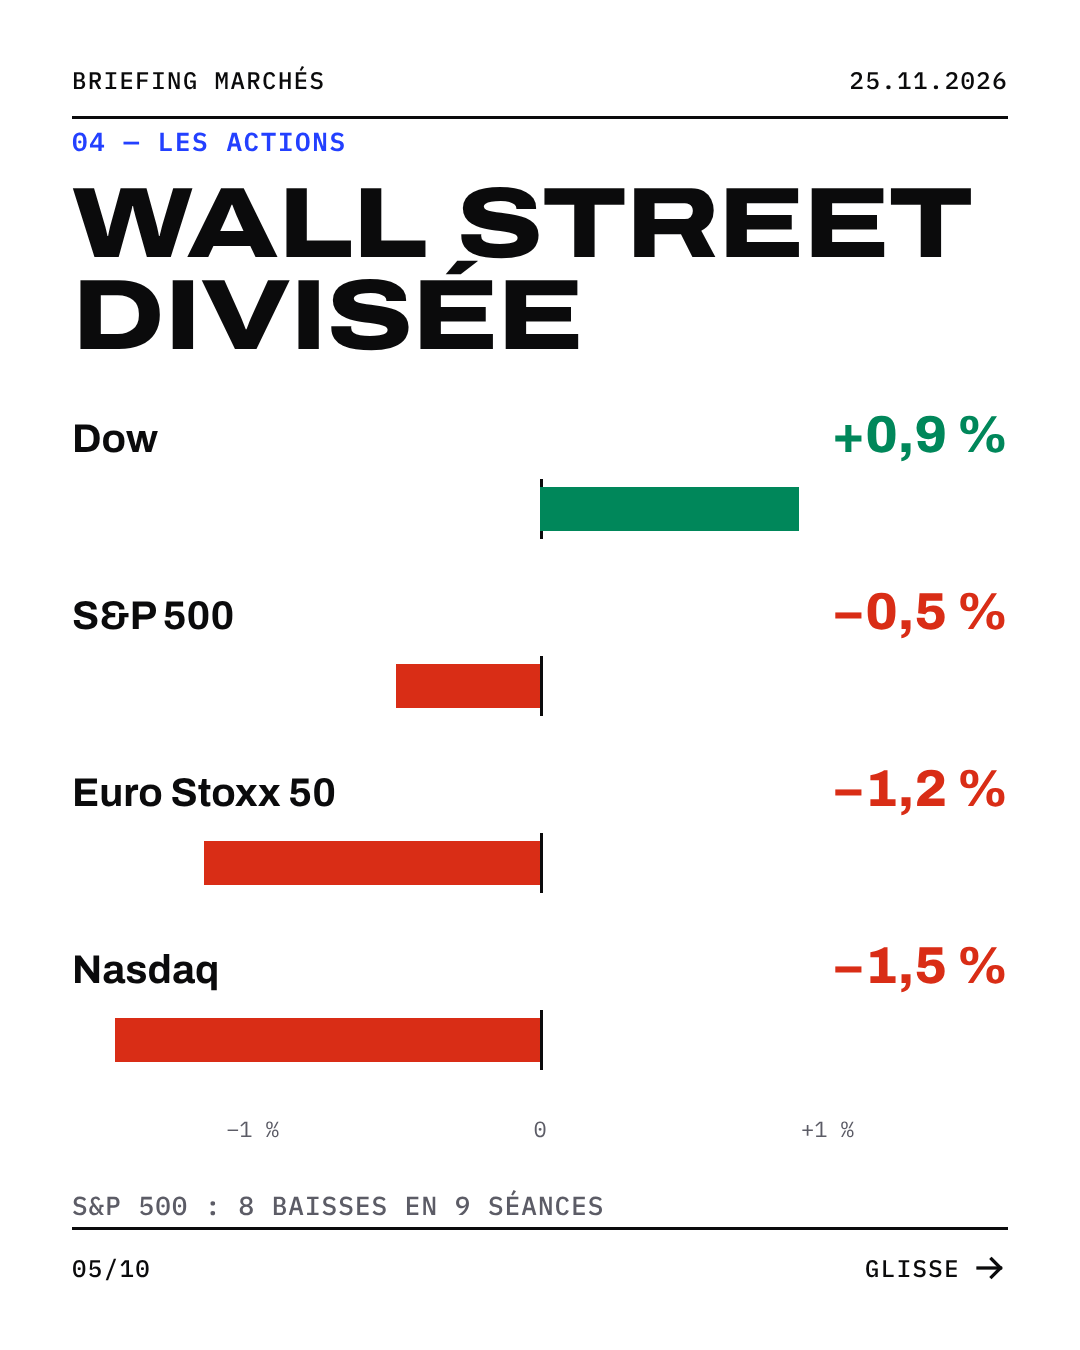 BRIEFING MARCHÉS 25.11.2026
04 — LES ACTIONS
WALL STREET
DIVISÉE
Dow +0,9 %
S&P 500 −0,5 %
Euro Stoxx 50 −1,2 %
Nasdaq −1,5 %
−1 % 0 +1 %
S&P 500 : 8 BAISSES EN 9 SÉANCES
05/10 GLISSE →